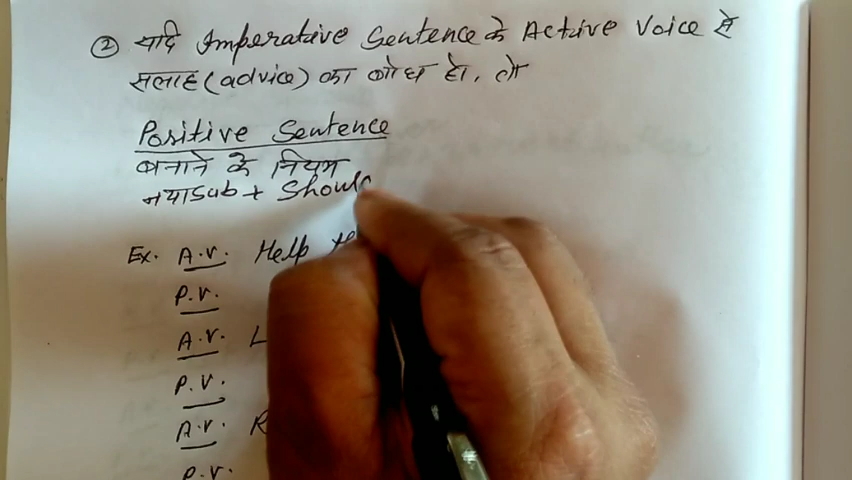 ② यदि Imperative Sentence के Active Voice से
सलाह (advice) का बोध हो, तो
Positive Sentence
बनाने के नियम
नया Sub + Should
Ex. A.V. Help
P.V.
A.V. L
P.V.
A.V. R
P.V.